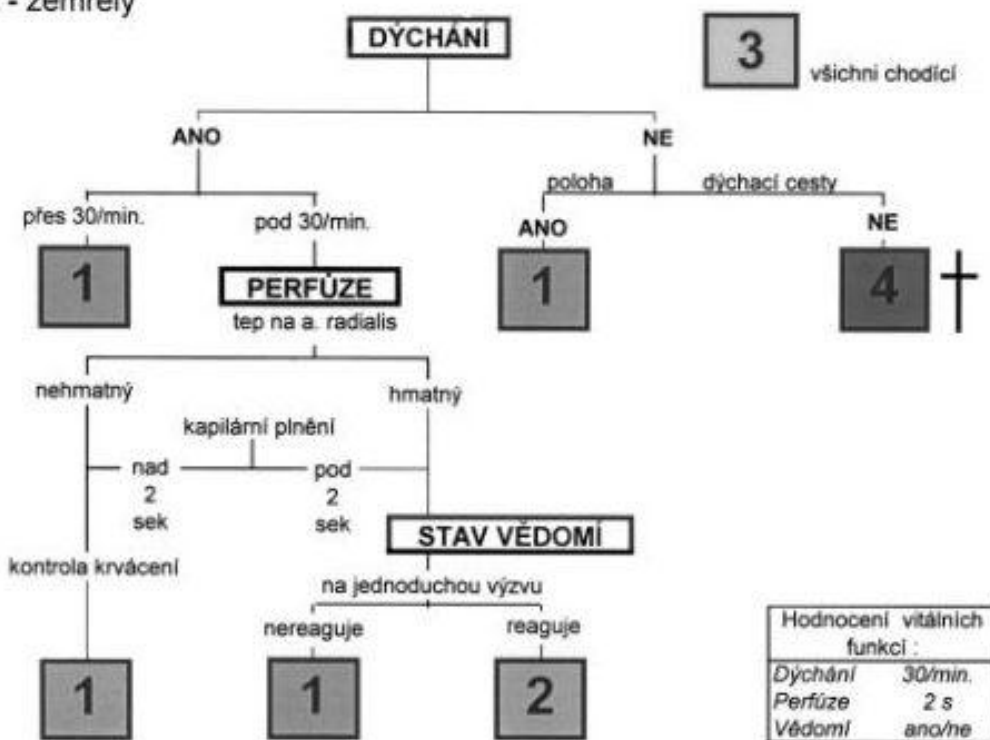 - zemřelý
DÝCHÁNÍ
3
všichni chodící
ANO
NE
přes 30/min.
pod 30/min.
poloha
dýchací cesty
ANO
NE
1
PERFÚZE
tep na a. radialis
1
4
nehmatný
hmatný
kapilární plnění
nad
2
sek
pod
2
sek
STAV VĚDOMÍ
kontrola krvácení
na jednoduchou výzvu
nereaguje
reaguje
1
1
2
Hodnocení vitálních
funkcí :
Dýchání 30/min.
Perfúze 2 s
Vědomí ano/ne